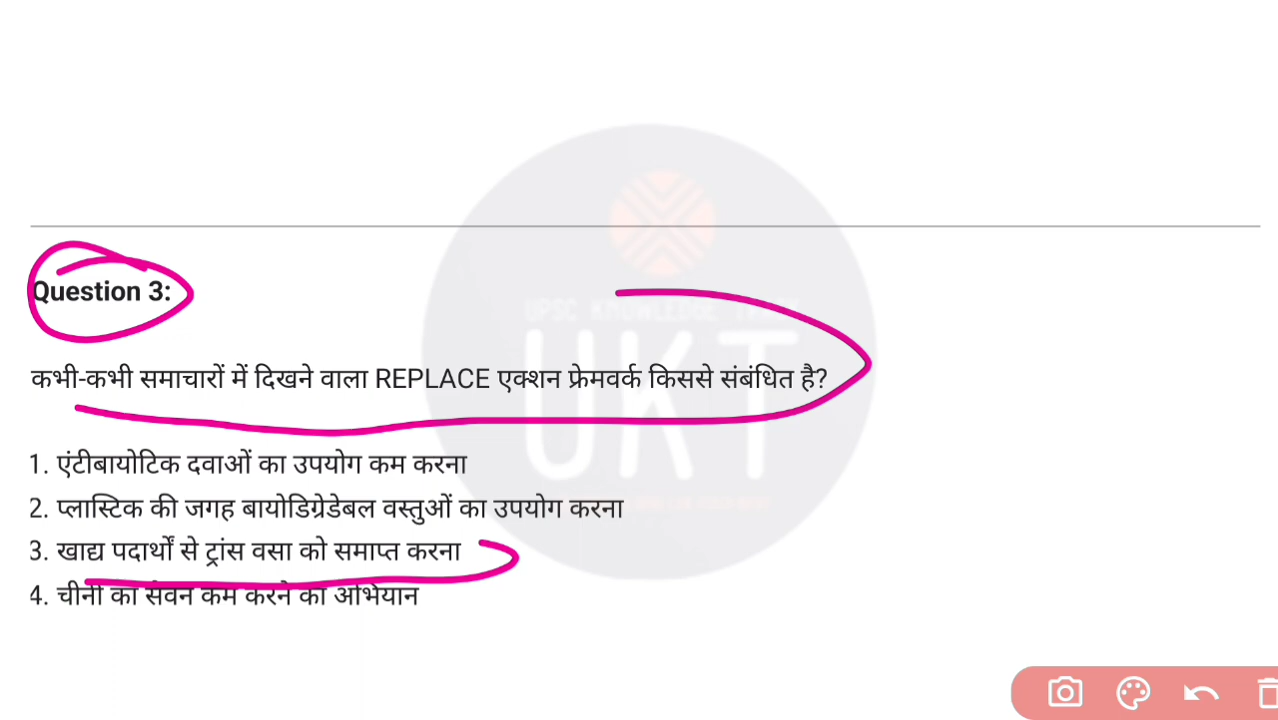 Question 3:
कभी-कभी समाचारों में दिखने वाला REPLACE एक्शन फ्रेमवर्क किससे संबंधित है?
1. एंटीबायोटिक दवाओं का उपयोग कम करना
2. प्लास्टिक की जगह बायोडिग्रेडेबल वस्तुओं का उपयोग करना
3. खाद्य पदार्थों से ट्रांस वसा को समाप्त करना
4. चीनी का सेवन कम करने का अभियान
UKT